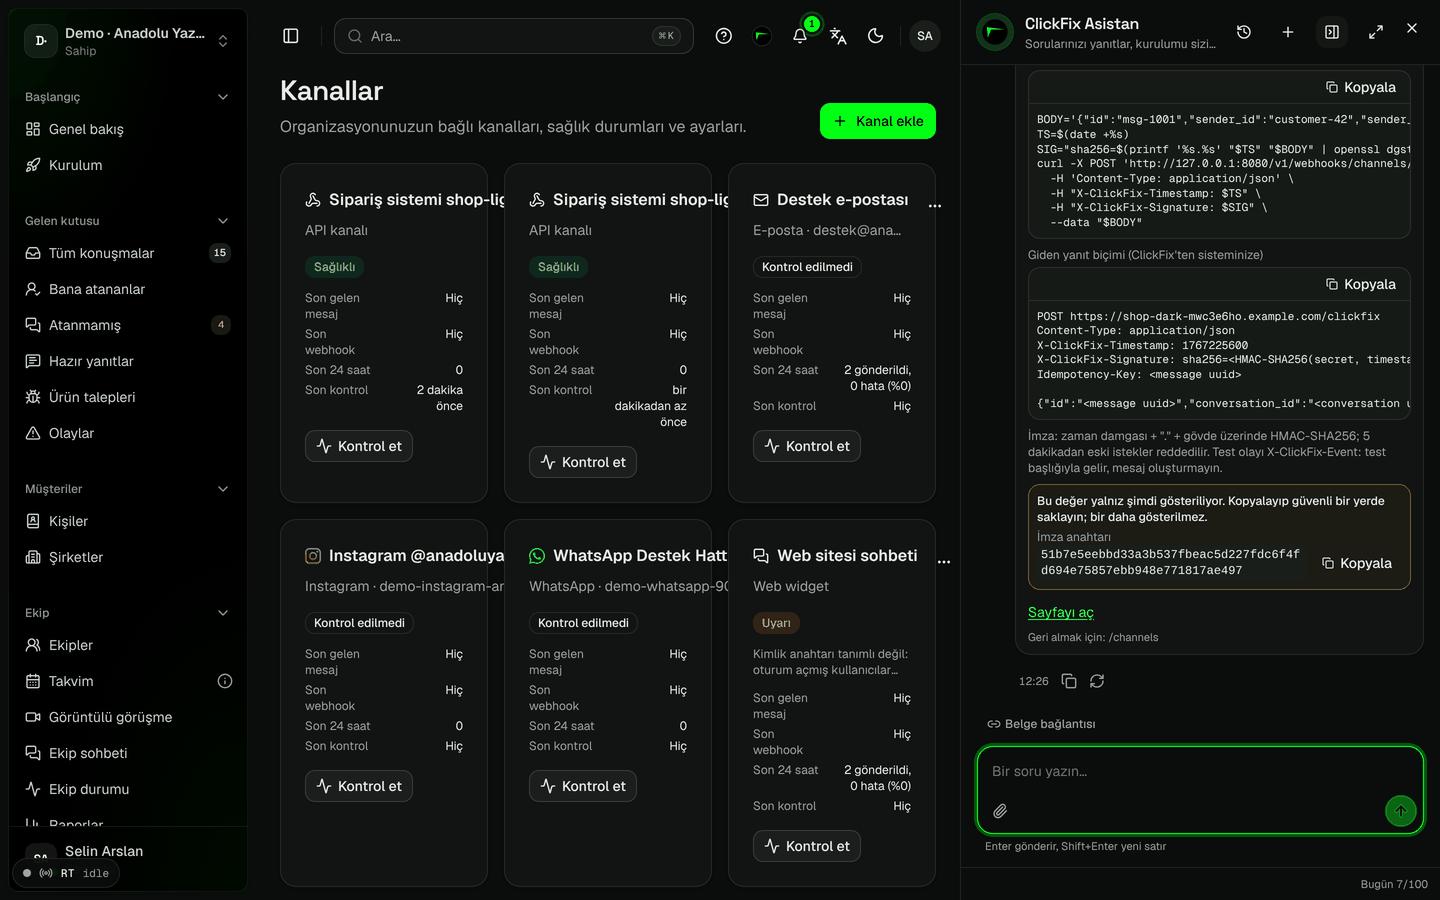 D·
Demo · Anadolu Yaz...
Sahip
Başlangıç
Genel bakış
Kurulum
Gelen kutusu
Tüm konuşmalar
15
Bana atananlar
Atanmamış
4
Hazır yanıtlar
Ürün talepleri
Olaylar
Müşteriler
Kişiler
Şirketler
Ekip
Ekipler
Takvim
Görüntülü görüşme
Ekip sohbeti
Ekip durumu
Raporlar
Selin Arslan
RT idle
Ara...
⌘K
1
SA
Kanallar
Organizasyonunuzun bağlı kanalları, sağlık durumları ve ayarları.
+ Kanal ekle
Sipariş sistemi shop-lig
API kanalı
Sağlıklı
Son gelen mesaj
Hiç
Son webhook
Hiç
Son 24 saat
0
Son kontrol
2 dakika önce
Kontrol et
Sipariş sistemi shop-lig
API kanalı
Sağlıklı
Son gelen mesaj
Hiç
Son webhook
Hiç
Son 24 saat
0
Son kontrol
bir dakikadan az önce
Kontrol et
Destek e-postası
...
E-posta · destek@ana...
Kontrol edilmedi
Son gelen mesaj
Hiç
Son webhook
Hiç
Son 24 saat
2 gönderildi, 0 hata (%0)
Son kontrol
Hiç
Kontrol et
Instagram @anadoluya
Instagram · demo-instagram-ar
Kontrol edilmedi
Son gelen mesaj
Hiç
Son webhook
Hiç
Son 24 saat
0
Son kontrol
Hiç
Kontrol et
WhatsApp Destek Hatt
WhatsApp · demo-whatsapp-90
Kontrol edilmedi
Son gelen mesaj
Hiç
Son webhook
Hiç
Son 24 saat
0
Son kontrol
Hiç
Kontrol et
Web sitesi sohbeti
...
Web widget
Uyarı
Kimlik anahtarı tanımlı değil:
oturum açmış kullanıcılar...
Son gelen mesaj
Hiç
Son webhook
Hiç
Son 24 saat
2 gönderildi, 0 hata (%0)
Son kontrol
Hiç
Kontrol et
ClickFix Asistan
Sorularınızı yanıtlar, kurulumu sizi...
Kopyala
BODY='{"id":"msg-1001","sender_id":"customer-42","sender_
TS=$(date +%s)
SIG="sha256=$(printf '%s.%s' "$TS" "$BODY" | openssl dgst
curl -X POST 'http://127.0.0.1:8080/v1/webhooks/channels/
-H 'Content-Type: application/json' \
-H "X-ClickFix-Timestamp: $TS" \
-H "X-ClickFix-Signature: $SIG" \
--data "$BODY"
Giden yanıt biçimi (ClickFix'ten sisteminize)
Kopyala
POST https://shop-dark-mwc3e6ho.example.com/clickfix
Content-Type: application/json
X-ClickFix-Timestamp: 1767225600
X-ClickFix-Signature: sha256=<HMAC-SHA256(secret, timesta
Idempotency-Key: <message uuid>
{"id":"<message uuid>","conversation_id":"<conversation u
İmza: zaman damgası + "." + gövde üzerinde HMAC-SHA256; 5
dakikadan eski istekler reddedilir. Test olayı X-ClickFix-Event: test
başlığıyla gelir, mesaj oluşturmayın.
Bu değer yalnız şimdi gösteriliyor. Kopyalayıp güvenli bir yerde
saklayın; bir daha gösterilmez.
İmza anahtarı
51b7e5eebbd33a3b537fbeac5d227fdc6f4f
d694e75857ebb948e771817ae497
Kopyala
Sayfayı aç
Geri almak için: /channels
12:26
Belge bağlantısı
Bir soru yazın...
Enter gönderir, Shift+Enter yeni satır
Bugün 7/100